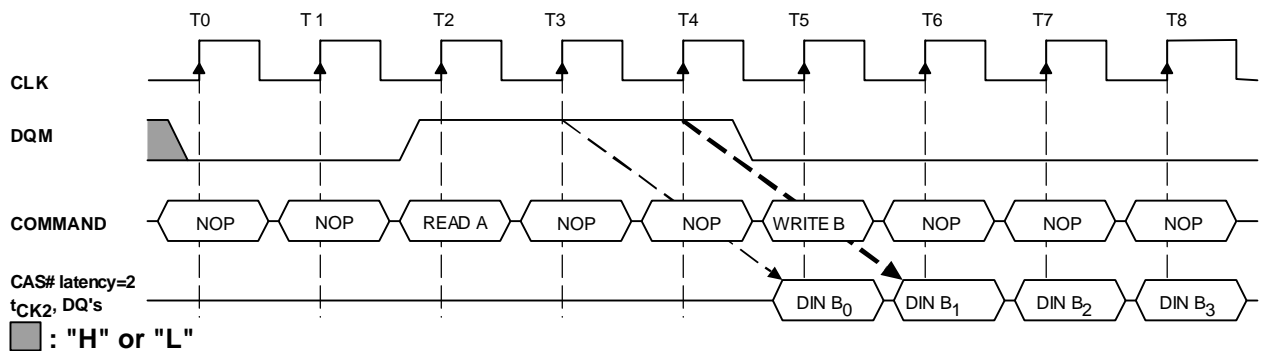 T0 T1 T2 T3 T4 T5 T6 T7 T8
CLK
DQM
COMMAND NOP NOP READ A NOP NOP WRITE B NOP NOP NOP
CAS# latency=2
tCK2, DQ's DIN B0 DIN B1 DIN B2 DIN B3
: "H" or "L"